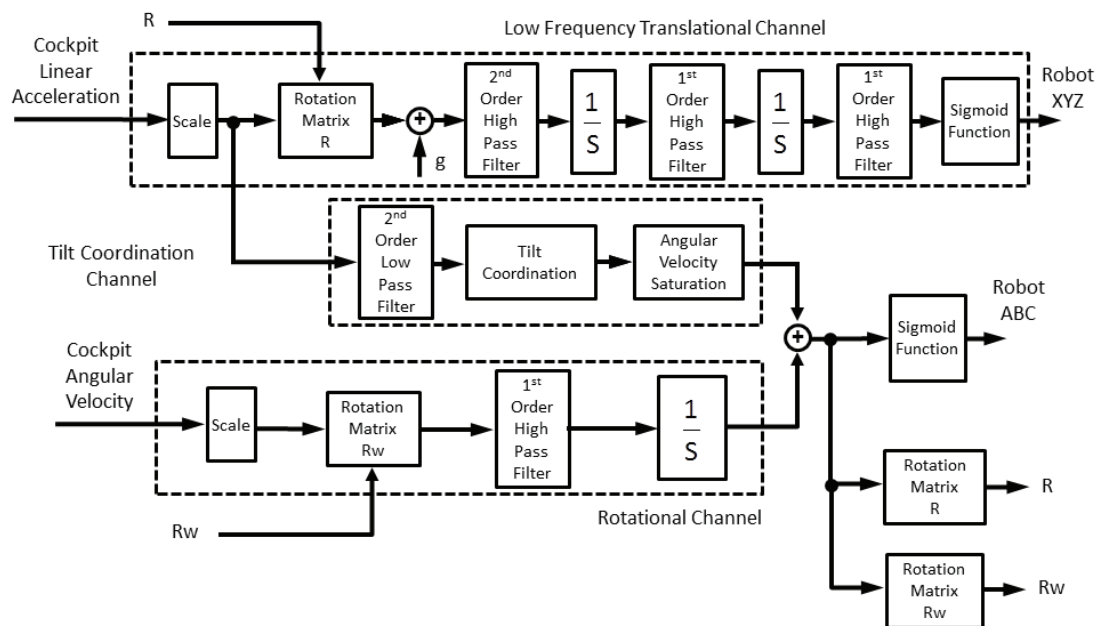 R
Low Frequency Translational Channel
Cockpit
Linear
Acceleration
Scale
Rotation
Matrix
R
+
g
2nd
Order
High
Pass
Filter
1
S
1st
Order
High
Pass
Filter
1
S
1st
Order
High
Pass
Filter
Sigmoid
Function
Robot
XYZ
Tilt Coordination
Channel
2nd
Order
Low
Pass
Filter
Tilt
Coordination
Angular
Velocity
Saturation
+
Sigmoid
Function
Robot
ABC
Cockpit
Angular
Velocity
Scale
Rotation
Matrix
Rw
1st
Order
High
Pass
Filter
1
S
Rotational Channel
Rw
Rotation
Matrix
R
R
Rotation
Matrix
Rw
Rw